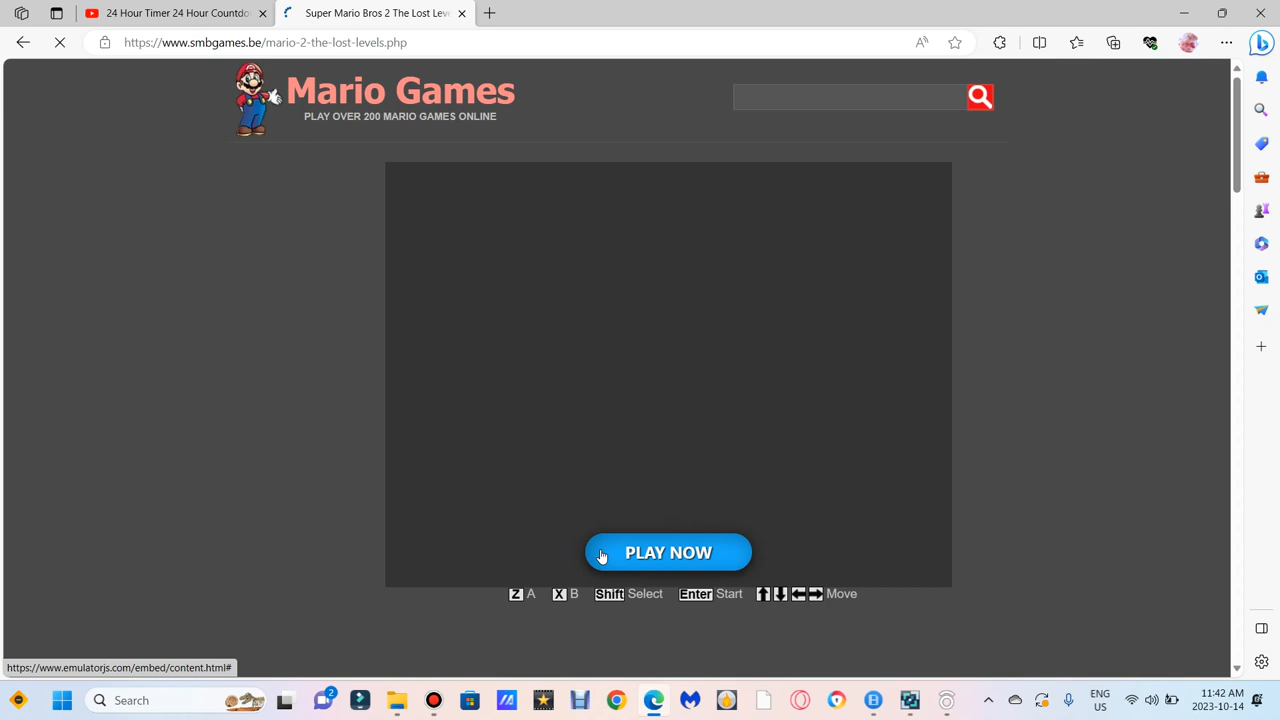 24 Hour Timer 24 Hour Countdo
Super Mario Bros 2 The Lost Leve
https://www.smbgames.be/mario-2-the-lost-levels.php
Mario Games
PLAY OVER 200 MARIO GAMES ONLINE
PLAY NOW
Z A X B Shift Select Enter Start Move
https://www.emulatorjs.com/embed/content.html#
Search
2
ENG
US
11:42 AM
2023-10-14